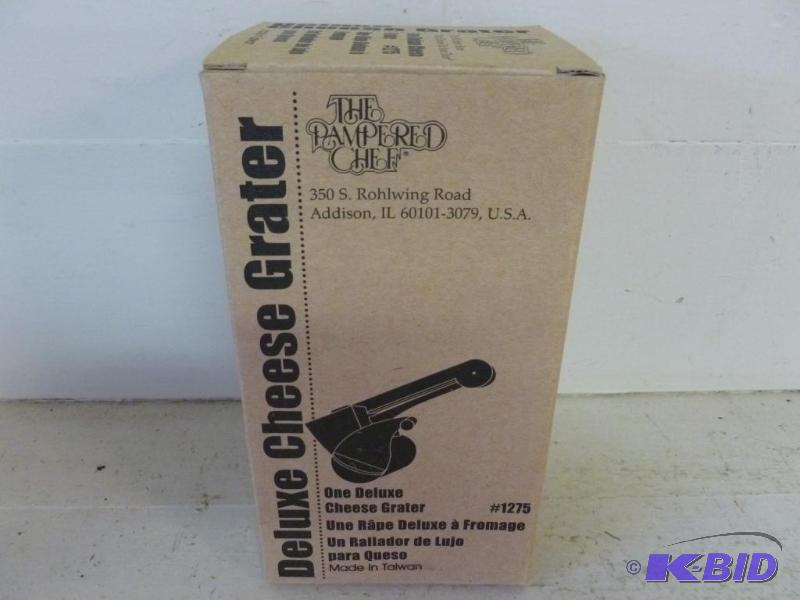 Deluxe Cheese Grater
THE
PAMPERED
CHEF®
350 S. Rohlwing Road
Addison, IL 60101-3079, U.S.A.
One Deluxe
Cheese Grater #1275
Une Râpe Deluxe à Fromage
Un Rallador de Lujo
para Queso
Made In Taiwan
© K-BID